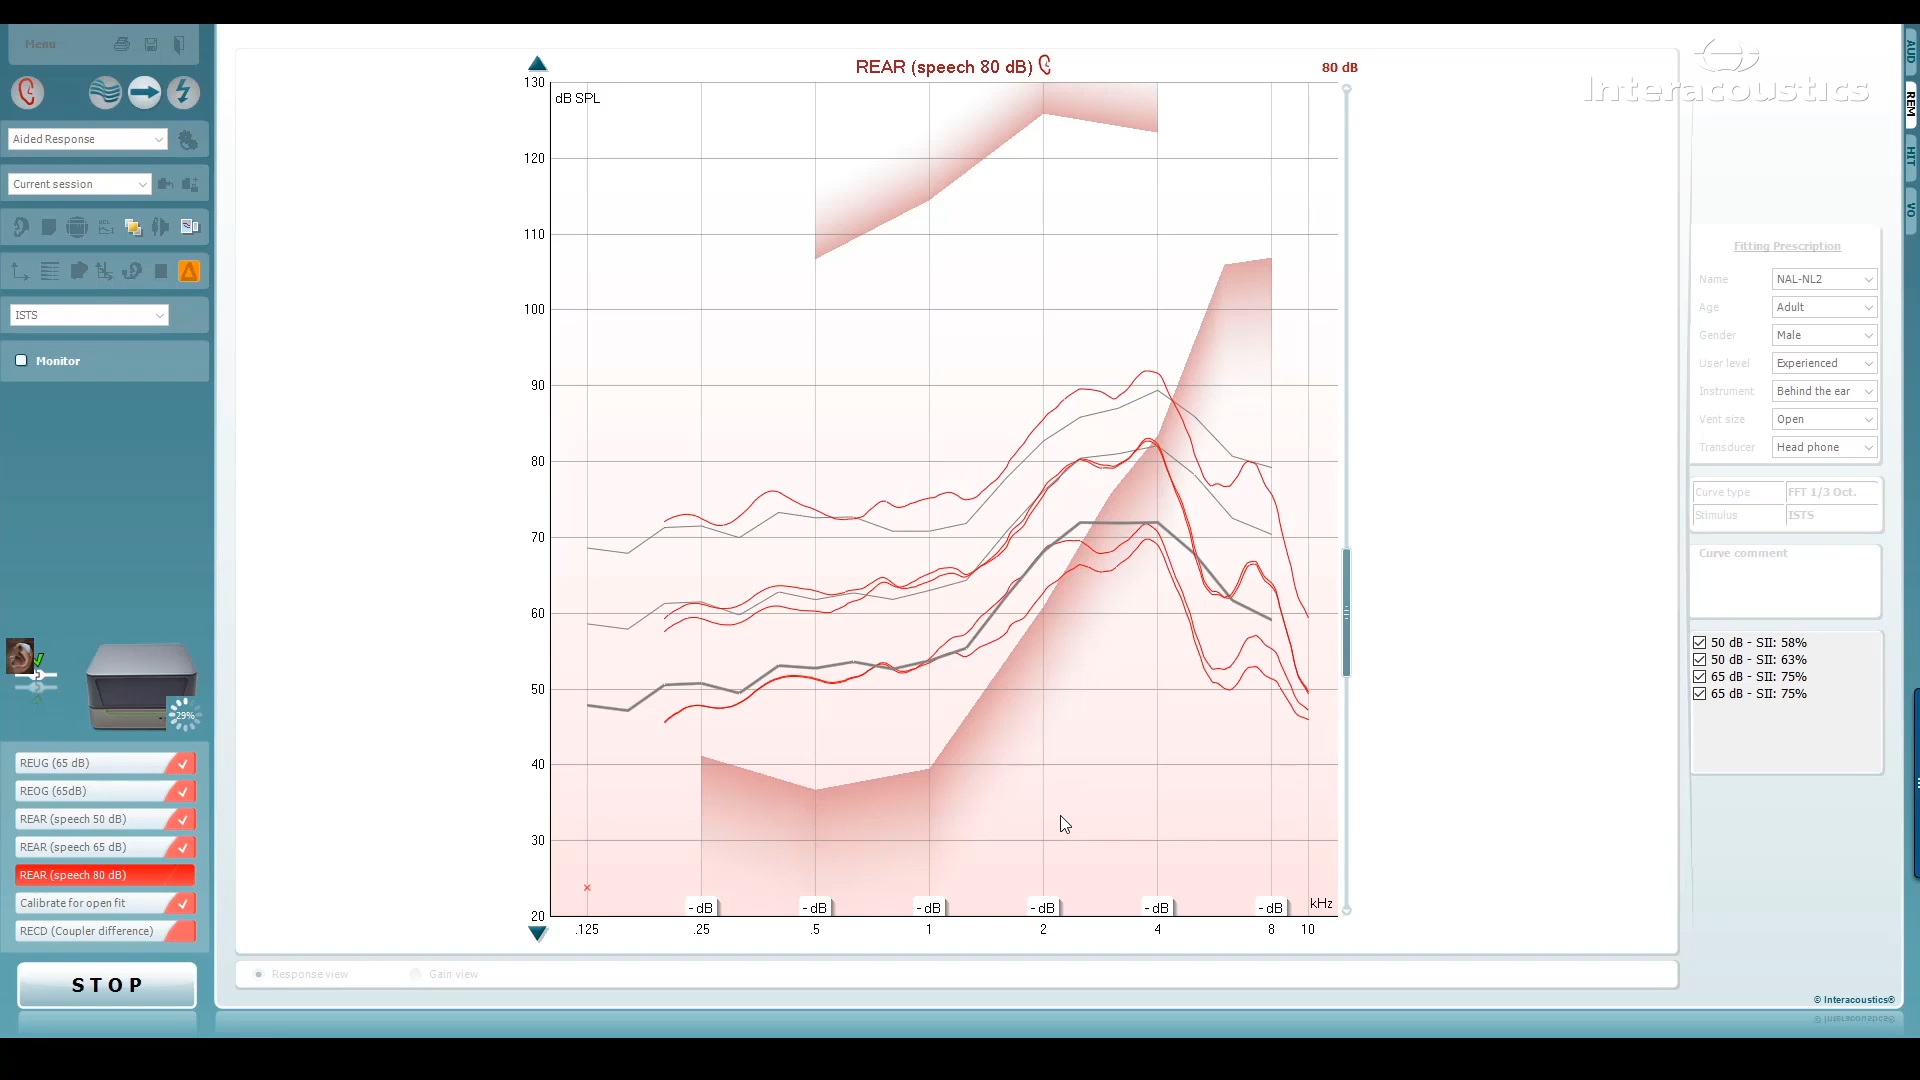 Menu
Aided Response
Current session
ISTS
Monitor
29%
REUG (65 dB)
REOG (65dB)
REAR (speech 50 dB)
REAR (speech 65 dB)
REAR (speech 80 dB)
Calibrate for open fit
RECD (Coupler difference)
STOP
REAR (speech 80 dB)
80 dB
dB SPL
130
120
110
100
90
80
70
60
50
40
30
20
- dB - dB - dB - dB - dB - dB
kHz
.125 .25 .5 1 2 4 8 10
Response view Gain view
Interacoustics
AUD
REM
HIT
VO
Fitting Prescription
Name NAL-NL2
Age Adult
Gender Male
User level Experienced
Instrument Behind the ear
Vent size Open
Transducer Head phone
Curve type FFT 1/3 Oct.
Stimulus ISTS
Curve comment
50 dB - SII: 58%
50 dB - SII: 63%
65 dB - SII: 75%
65 dB - SII: 75%
© Interacoustics®